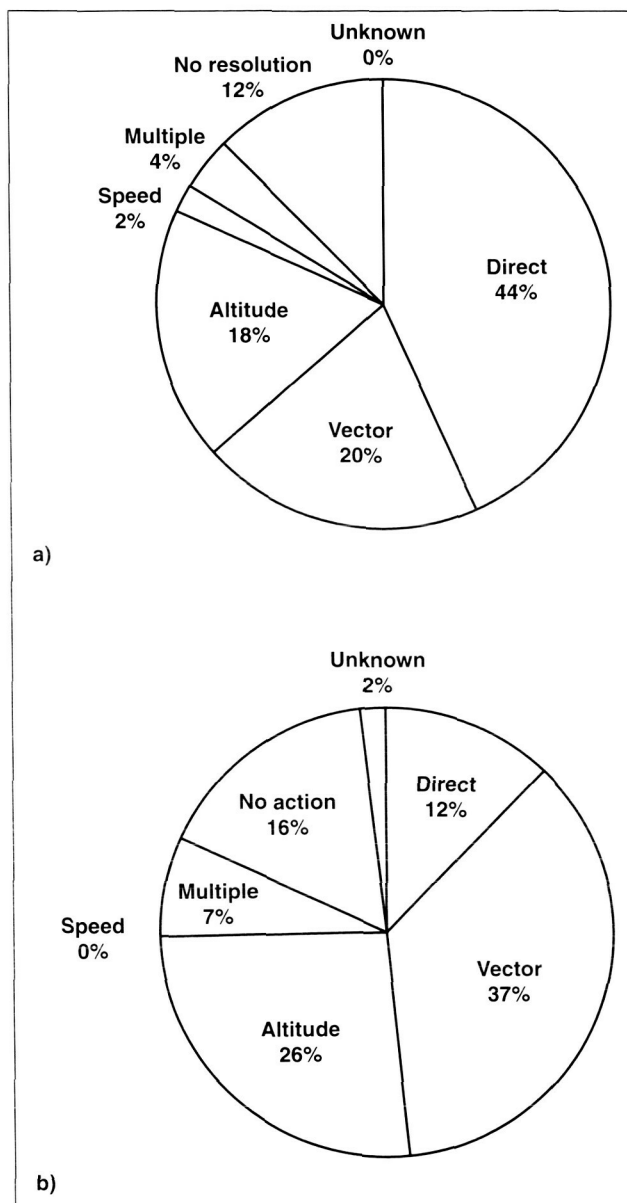 Unknown
0%
No resolution
12%
Multiple
4%
Speed
2%
Direct
44%
Altitude
18%
Vector
20%
a)
Unknown
2%
Direct
12%
No action
16%
Multiple
7%
Speed
0%
Vector
37%
Altitude
26%
b)